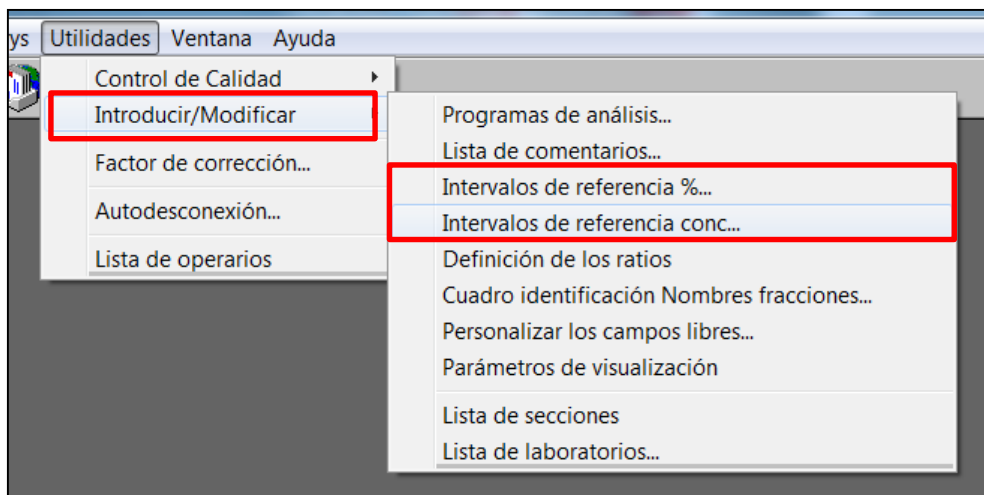 ys Utilidades Ventana Ayuda
Control de Calidad
Introducir/Modificar
Factor de corrección...
Autodesconexión...
Lista de operarios
Programas de análisis...
Lista de comentarios...
Intervalos de referencia %...
Intervalos de referencia conc...
Definición de los ratios
Cuadro identificación Nombres fracciones...
Personalizar los campos libres...
Parámetros de visualización
Lista de secciones
Lista de laboratorios...